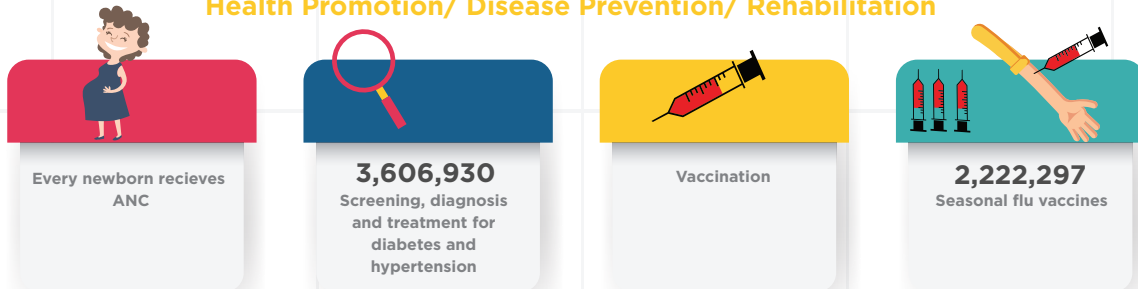 Health Promotion/ Disease Prevention/ Rehabilitation
Every newborn recieves
ANC
3,606,930
Screening, diagnosis
and treatment for
diabetes and
hypertension
Vaccination
2,222,297
Seasonal flu vaccines